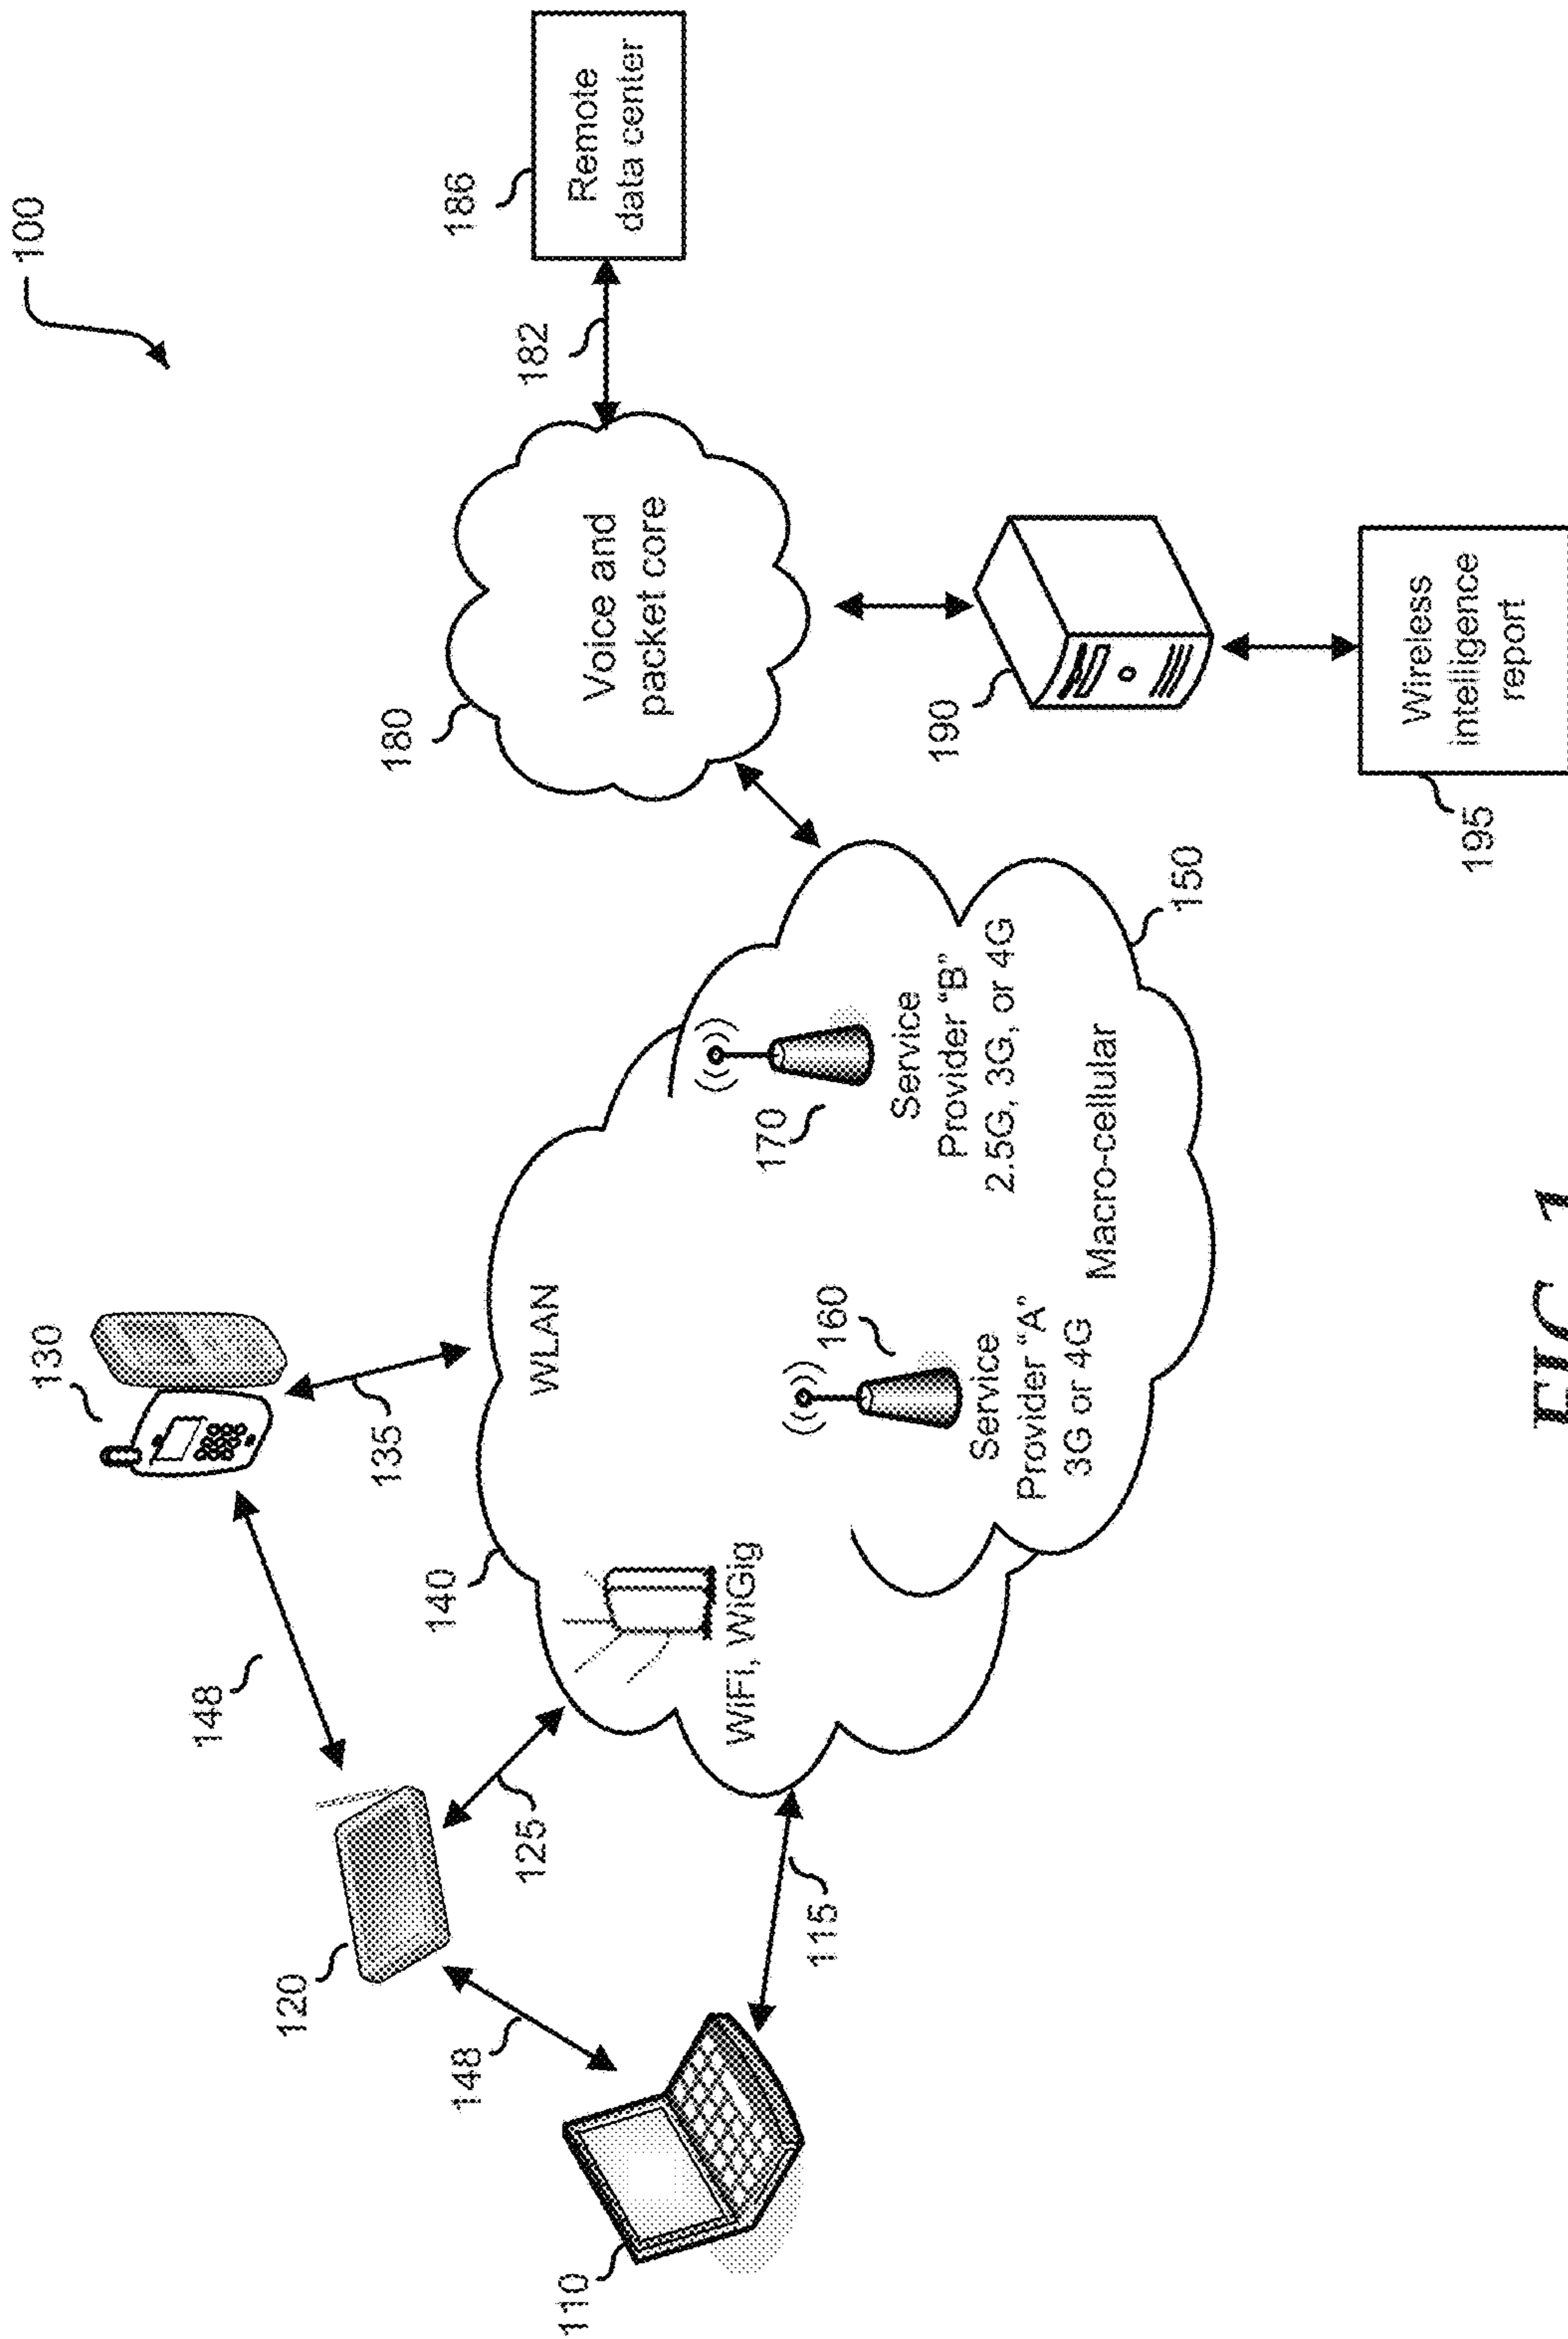 100
130
135
148
120
125
148
110
115
140
WLAN
WiFi, WiGig
160
Service
Provider "A"
3G or 4G
170
Service
Provider "B"
2.5G, 3G, or 4G
Macro-cellular
150
180
Voice and
packet core
182
186
Remote
data center
190
195
Wireless
intelligence
report
FIG. 1